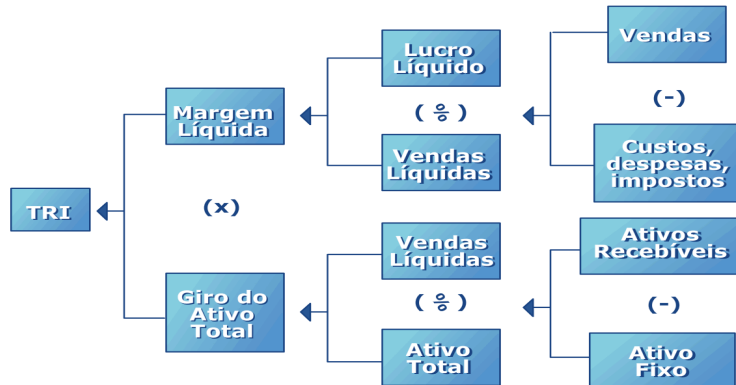 Lucro
Líquido
Vendas
Margem
Líquida
( ÷ )
(-)
Vendas
Líquidas
Custos,
despesas,
impostos
TRI
(x)
Vendas
Líquidas
Ativos
Recebíveis
Giro do
Ativo
Total
( ÷ )
(-)
Ativo
Total
Ativo
Fixo